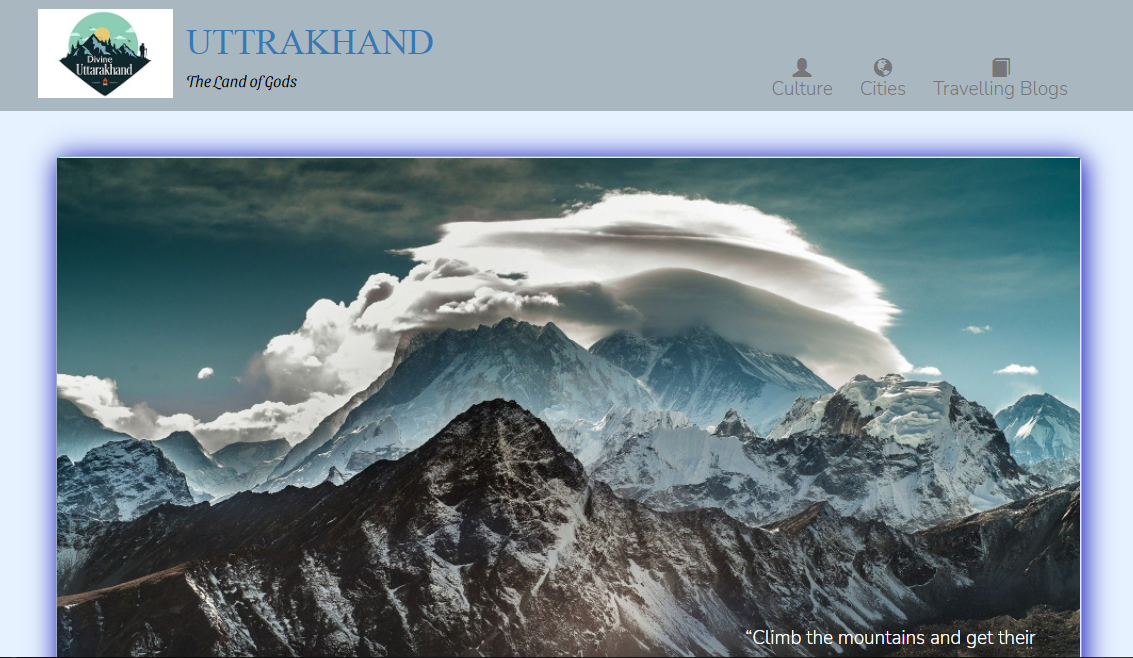 Divine
Uttarakhand
UTTRAKHAND
The Land of Gods
Culture
Cities
Travelling Blogs
“Climb the mountains and get their